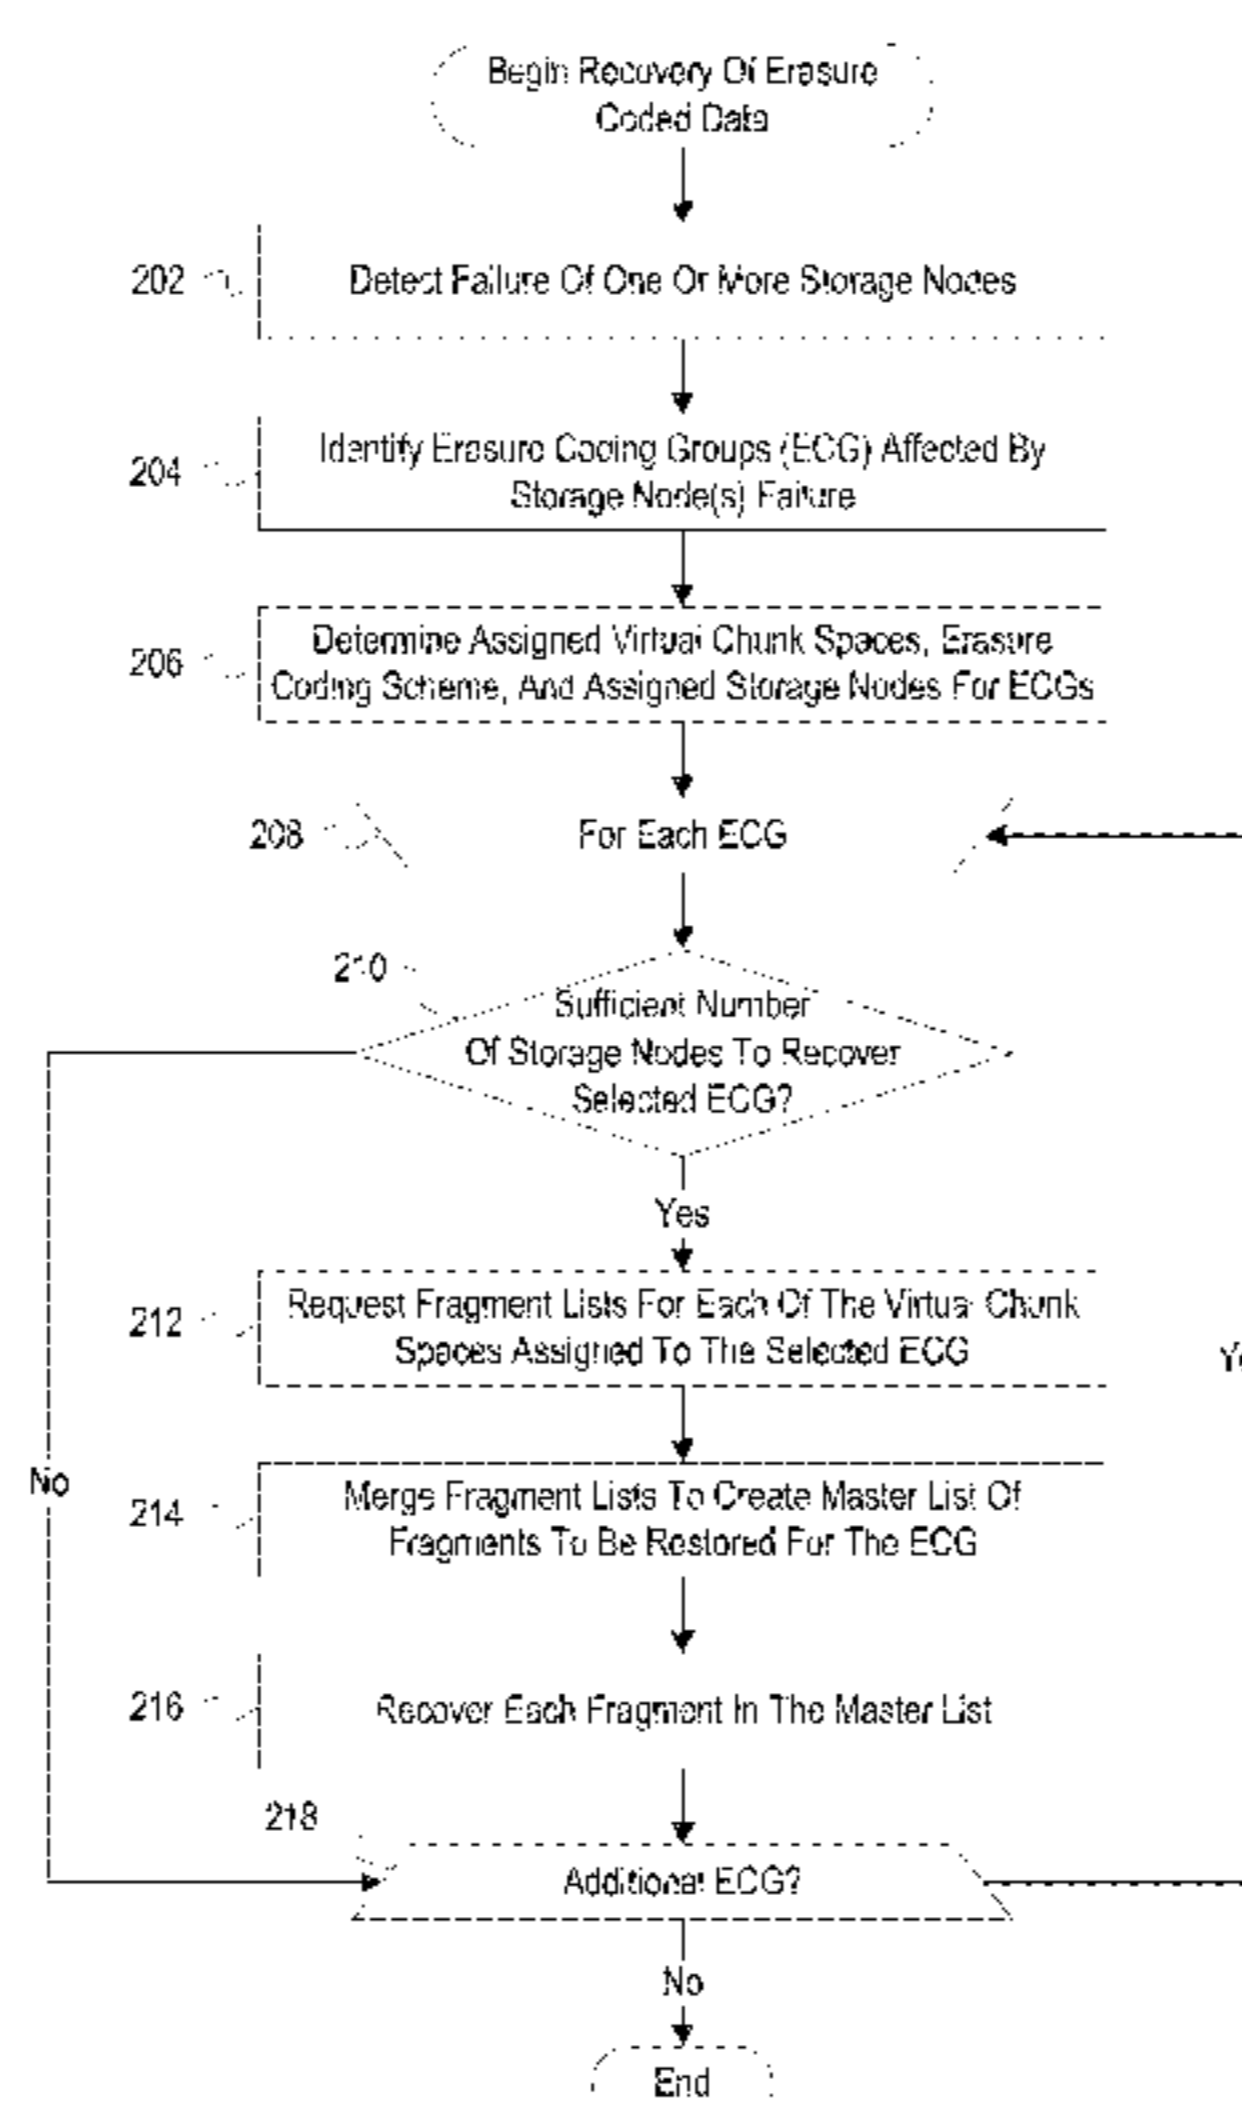 Begin Recovery Of Erasure
Coded Data
202
Detect Failure Of One Or More Storage Nodes
204
Identify Erasure Coding Groups (ECG) Affected By
Storage Node(s) Failure
206
Determine Assigned Virtual Chunk Spaces, Erasure
Coding Scheme, And Assigned Storage Nodes For ECGs
208
For Each ECG
210
Sufficient Number
Of Storage Nodes To Recover
Selected ECG?
Yes
212
Request Fragment Lists For Each Of The Virtual Chunk
Spaces Assigned To The Selected ECG
No
214
Merge Fragment Lists To Create Master List Of
Fragments To Be Restored For The ECG
216
Recover Each Fragment In The Master List
218
Additional ECG?
No
End